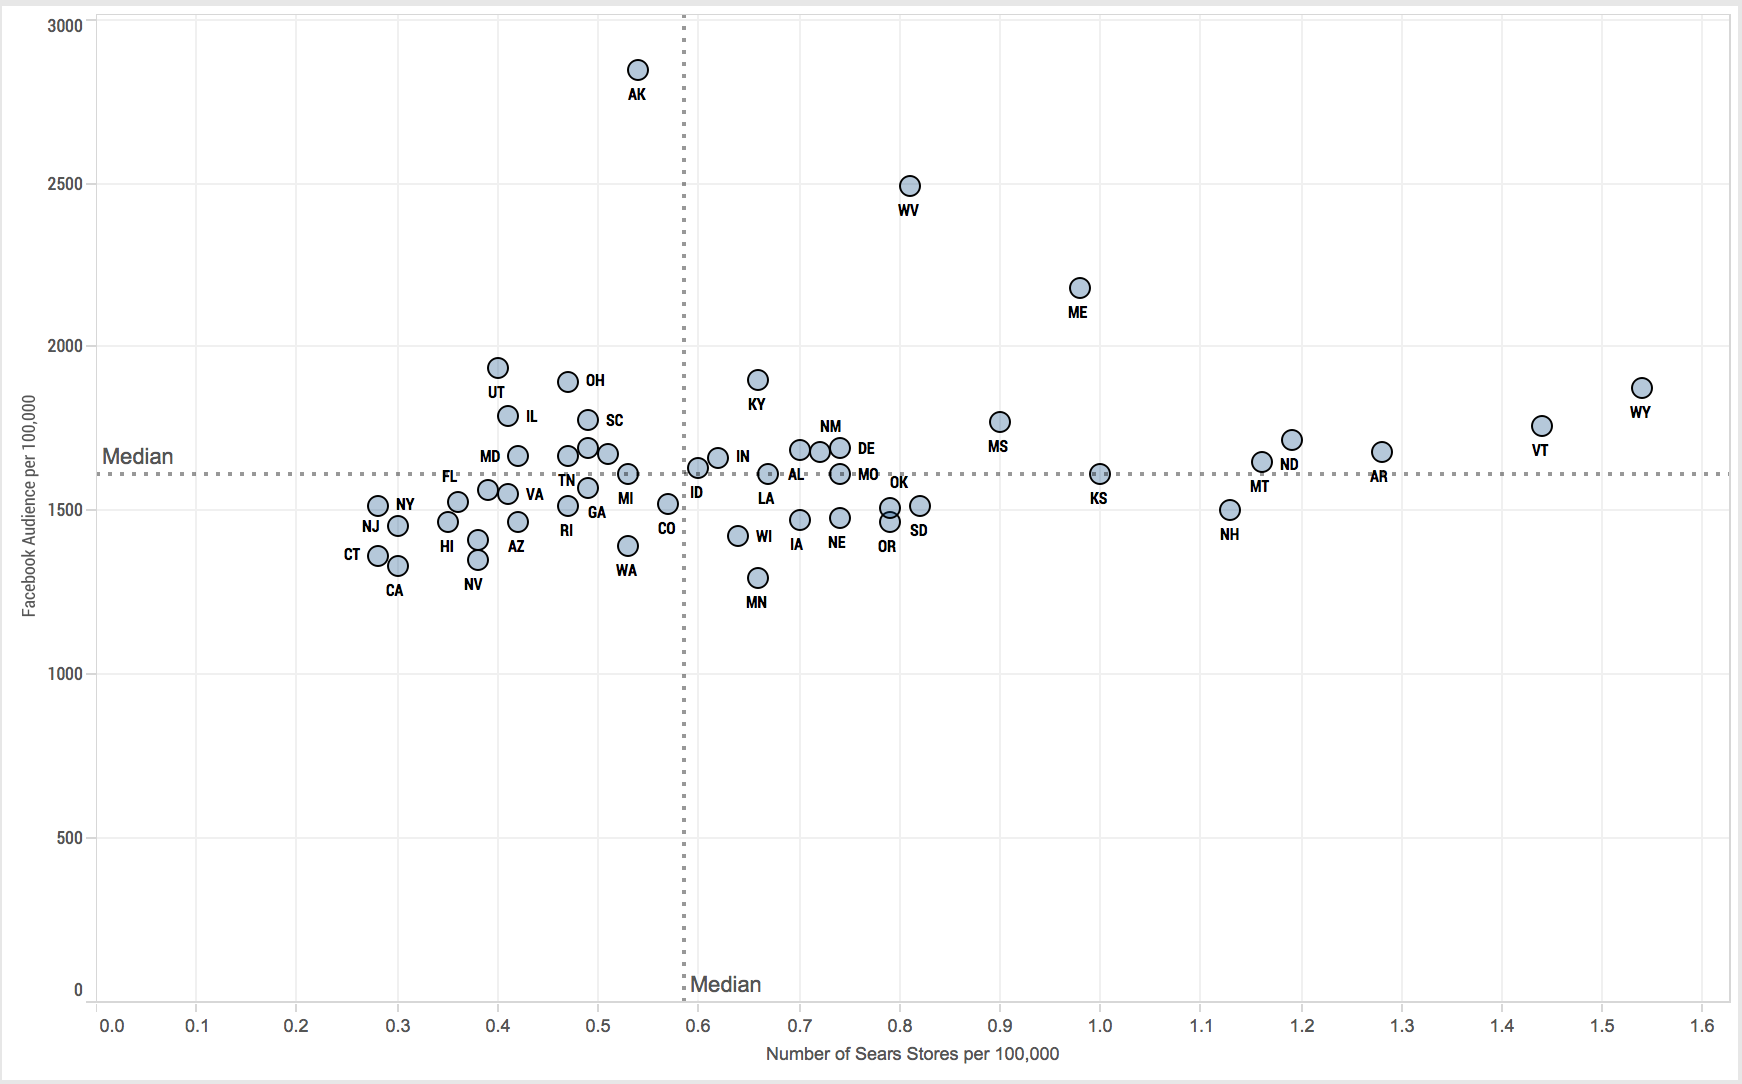 3000
AK
2500
WV
ME
2000
UT
OH
KY
WY
IL
SC
NM
MS
VT
Median
MD
DE
IN
ND
FL
TN
AL
MO
AR
NY
VA
MI
ID
LA
OK
KS
MT
1500
NJ
GA
HI
AZ
RI
CO
WI
IA
NE
OR
SD
NH
CT
CA
NV
WA
MN
Facebook Audience per 100,000
1000
500
0
Median
0.0 0.1 0.2 0.3 0.4 0.5 0.6 0.7 0.8 0.9 1.0 1.1 1.2 1.3 1.4 1.5 1.6
Number of Sears Stores per 100,000